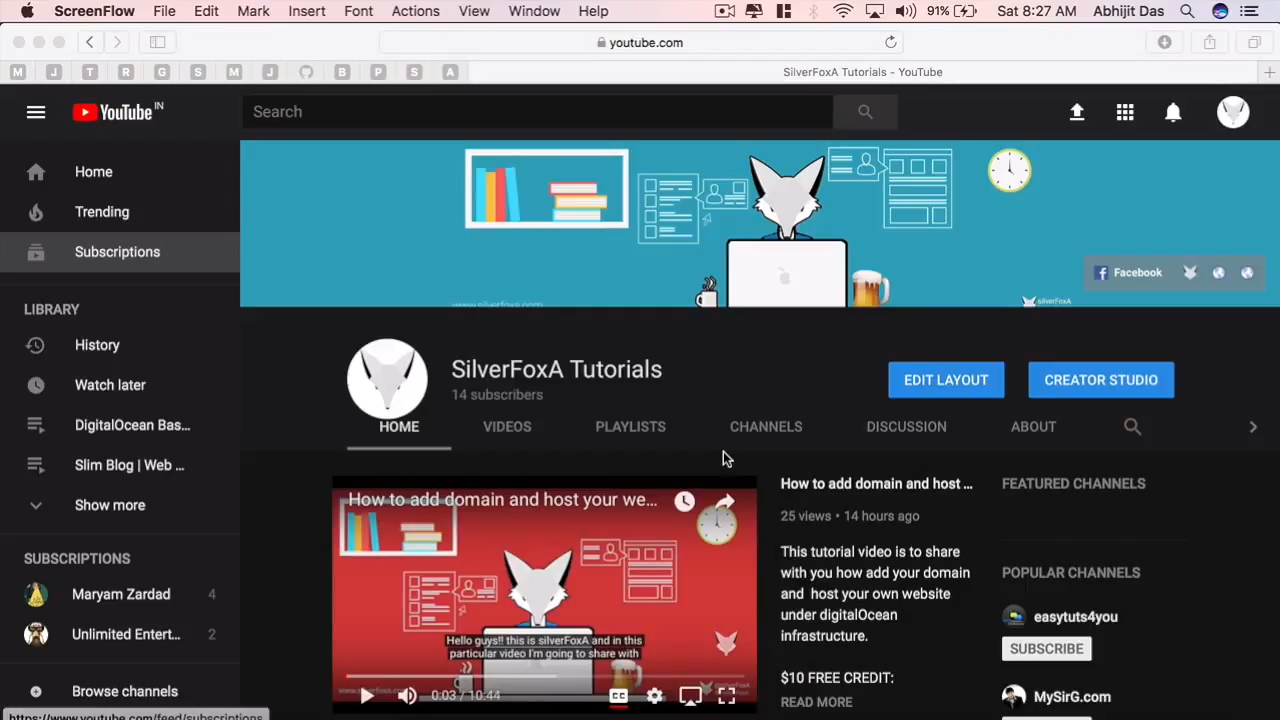 ScreenFlow File Edit Mark Insert Font Actions View Window Help 91% Sat 8:27 AM Abhijit Das
youtube.com
M J T R G S M J B P S A SilverFoxA Tutorials - YouTube
YouTube IN Search
Home
Trending
Subscriptions
LIBRARY
History
Watch later
DigitalOcean Bas...
Slim Blog | Web ...
Show more
SUBSCRIPTIONS
Maryam Zardad 4
Unlimited Entert... 2
Browse channels
https://www.youtube.com/feed/subscriptions
Facebook
www.silverfoxa.com
silverFoxA
SilverFoxA Tutorials
14 subscribers
EDIT LAYOUT CREATOR STUDIO
HOME VIDEOS PLAYLISTS CHANNELS DISCUSSION ABOUT
How to add domain and host your we...
Hello guys!! this is silverFoxA and in this
particular video I'm going to share with
0:03 / 10:44
How to add domain and host ...
25 views • 14 hours ago
This tutorial video is to share
with you how add your domain
and host your own website
under digitalOcean
infrastructure.
$10 FREE CREDIT:
READ MORE
FEATURED CHANNELS
POPULAR CHANNELS
easytuts4you
SUBSCRIBE
MySirG.com